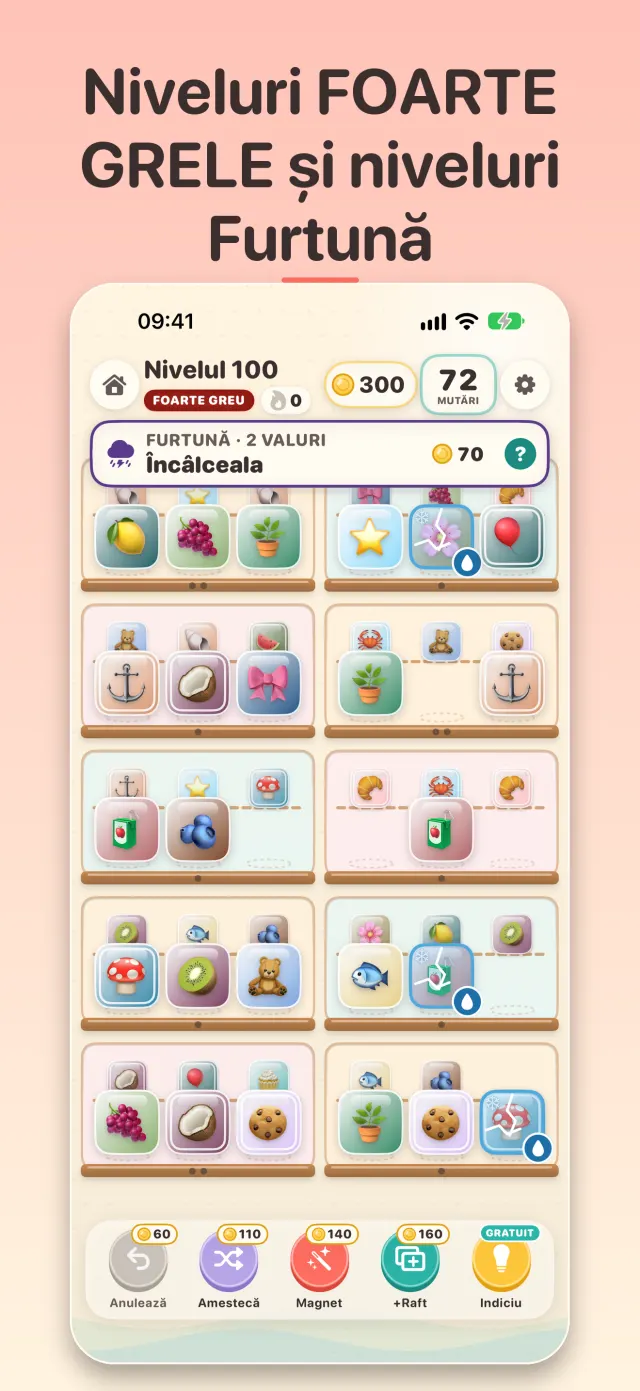 Niveluri FOARTE
GRELE și niveluri
Furtună
09:41
Nivelul 100
FOARTE GREU
0
300
72
MUTĂRI
FURTUNĂ · 2 VALURI
Încâlceala
70
?
60
110
140
160
GRATUIT
Anulează
Amestecă
Magnet
+Raft
Indiciu